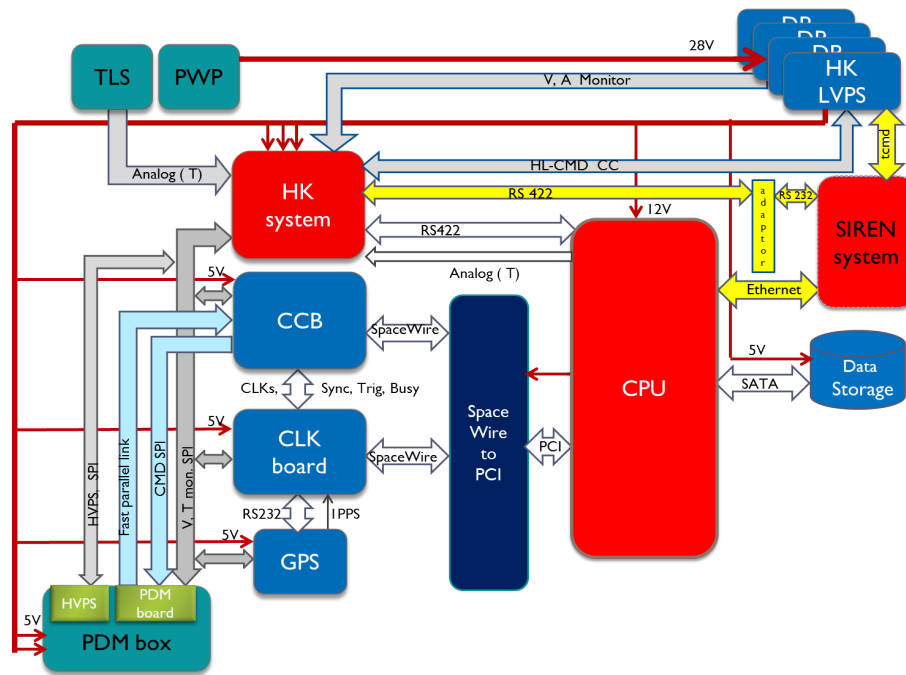 DP
DP
DP
28V
TLS
PWP
HK
LVPS
V, A Monitor
tcmd
Analog ( T)
HL-CMD CC
HK
system
RS 422
adaptor
RS 232
12V
RS422
SIREN
system
Analog ( T)
5V
Ethernet
CCB
SpaceWire
5V
CPU
SATA
Data
Storage
CLKs,
Sync, Trig, Busy
5V
CLK
board
Space
Wire
to
PCI
SpaceWire
PCI
HVPS, SPI
Fast parallel link
CMD SPI
V, T mon. SPI
RS232
1PPS
5V
GPS
HVPS
PDM
board
5V
PDM box